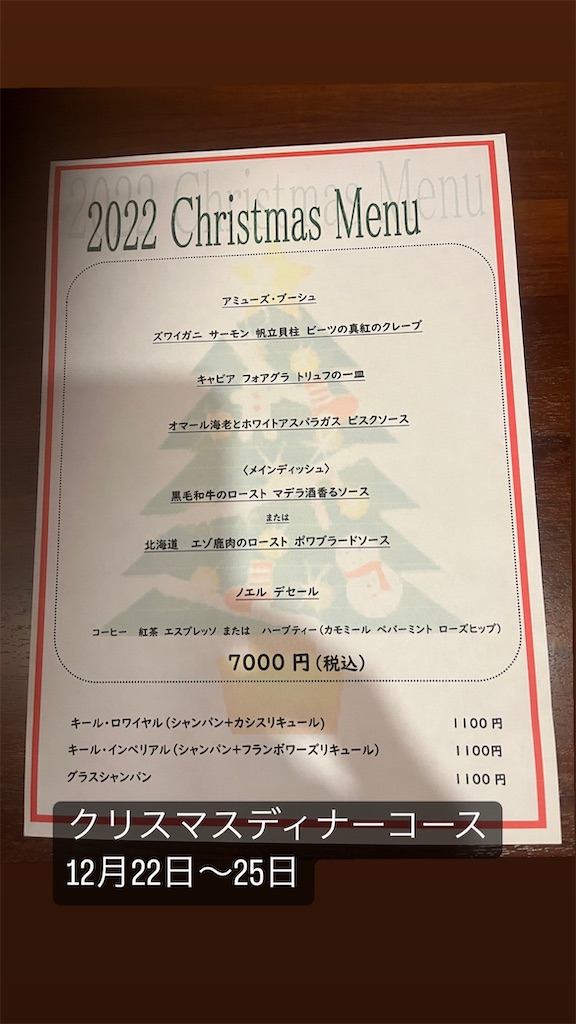 2022 Christmas Menu
2022 Christmas Menu
アミューズ・ブーシュ
ズワイガニ サーモン 帆立貝柱 ビーツの真紅のクレープ
キャビア フォアグラ トリュフの一皿
オマール海老とホワイトアスパラガス ビスクソース
〈メインディッシュ〉
黒毛和牛のロースト マデラ酒香るソース
または
北海道 エゾ鹿肉のロースト ポワブラードソース
ノエル デセール
コーヒー 紅茶 エスプレッソ または ハーブティー(カモミール ペパーミント ローズヒップ)
7000円(税込)
キール・ロワイヤル(シャンパン+カシスリキュール) 1100円
キール・インペリアル(シャンパン+フランボワーズリキュール) 1100円
グラスシャンパン 1100円
クリスマスディナーコース
12月22日〜25日